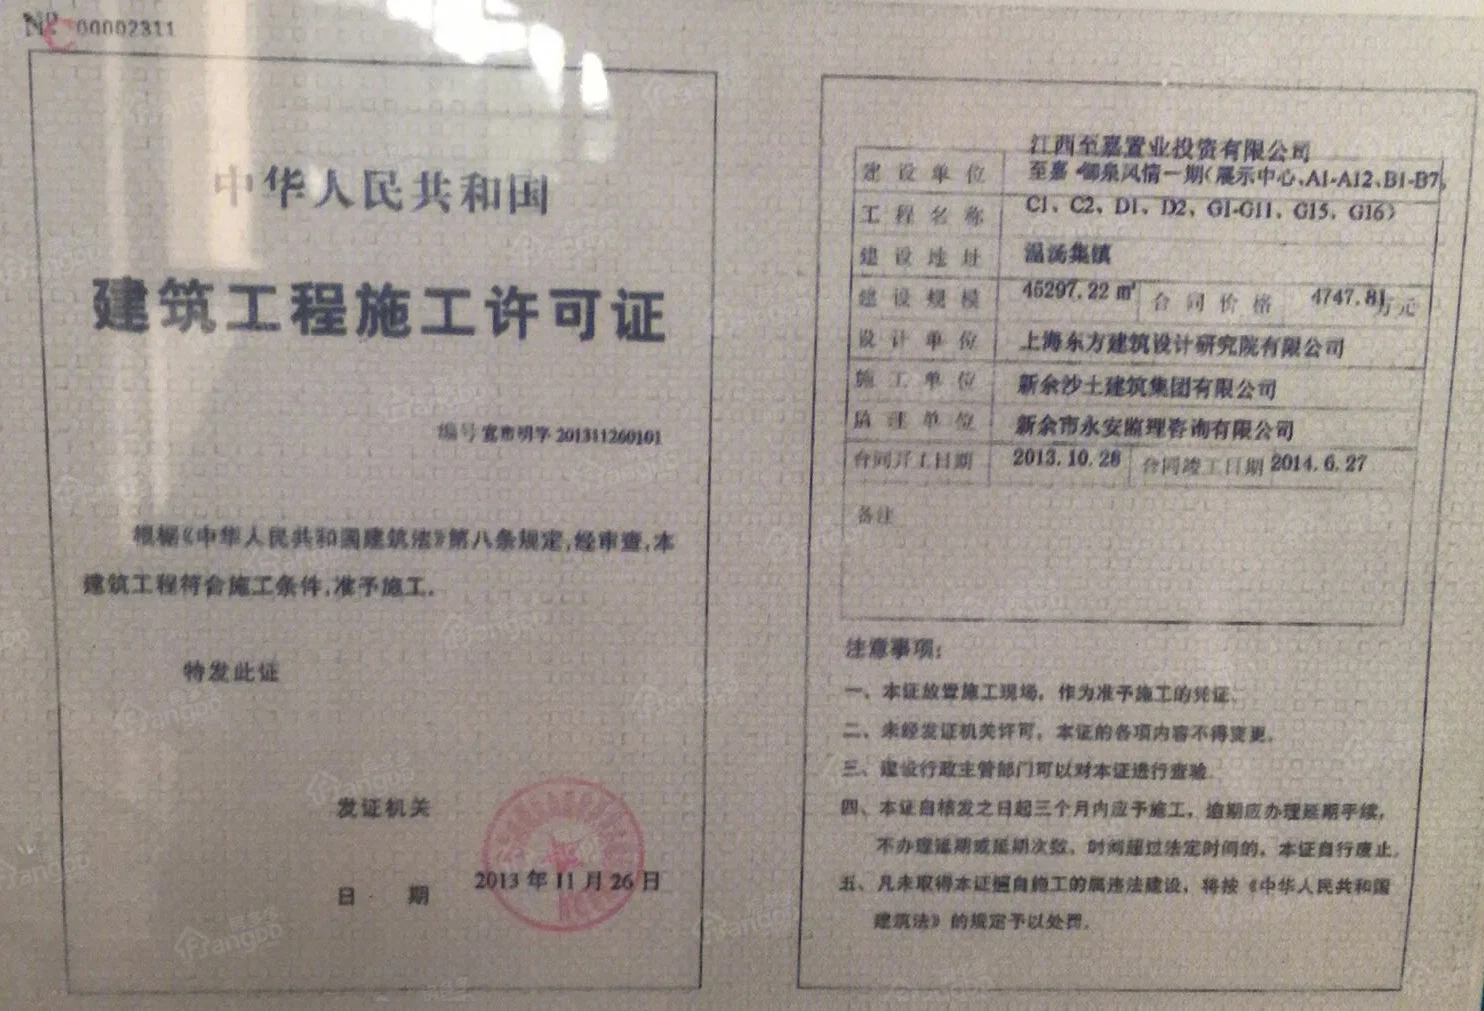 Nº 00002311
中华人民共和国
建筑工程施工许可证
编号宜市明字 201311260101
根据《中华人民共和国建筑法》第八条规定,经审查,本
建筑工程符合施工条件,准予施工.
特发此证
发证机关
日 期 2013 年 11 月 26 日
江西至嘉置业投资有限公司
建设单位
至嘉·御泉风情一期(展示中心、A1-A12、B1-B7,
工程名称 C1、C2、D1、D2、G1-G11、G15、G16)
建设地址 温汤集镇
建设规模 45297.22 ㎡ 合同价格 4747.81万元
设计单位 上海东方建筑设计研究院有限公司
施工单位 新余沙土建筑集团有限公司
监理单位 新余市永安监理咨询有限公司
合同开工日期 2013.10.28 合同竣工日期 2014.6.27
备注
注意事项:
一、本证放置施工现场，作为准予施工的凭证.
二、未经发证机关许可，本证的各项内容不得变更.
三、建设行政主管部门可以对本证进行查验.
四、本证自核发之日起三个月内应予施工，逾期应办理延期手续，
不办理延期或延期次数、时间超过法定时间的，本证自行废止.
五、凡未取得本证擅自施工的属违法建设，将按《中华人民共和国
建筑法》的规定予以处罚.
Fangpp